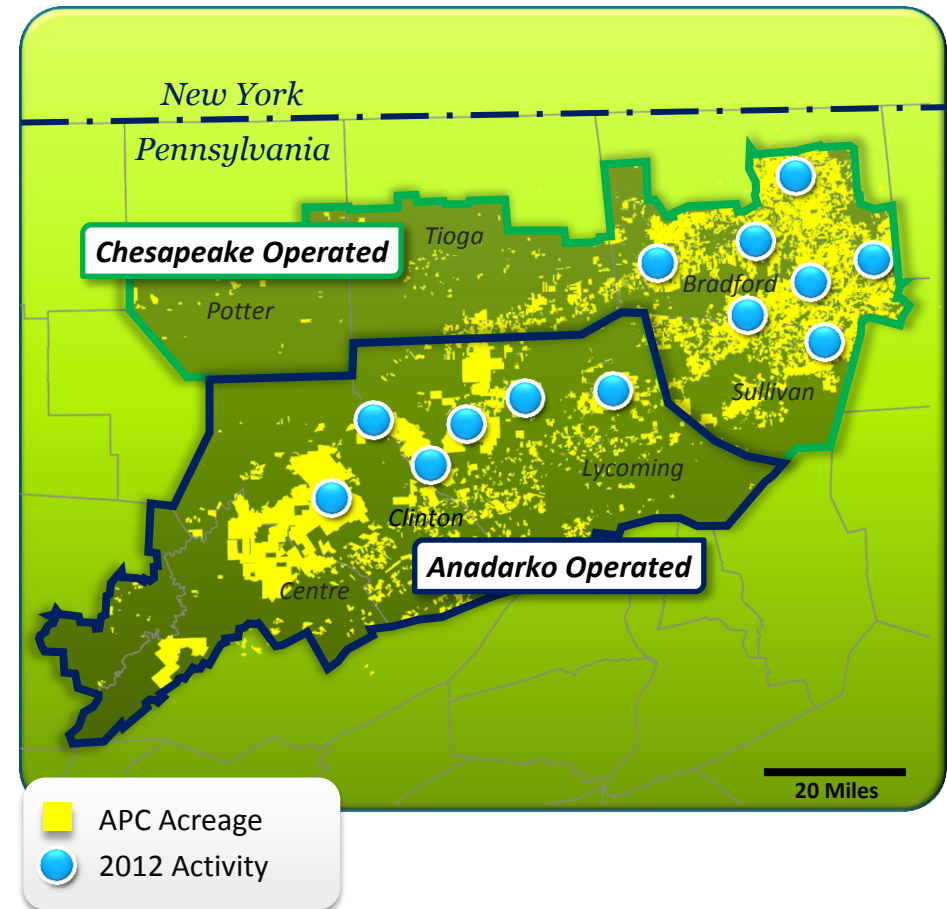 New York
Pennsylvania
Tioga
Chesapeake Operated
Bradford
Potter
Sullivan
Lycoming
Clinton
Anadarko Operated
Centre
20 Miles
APC Acreage
2012 Activity